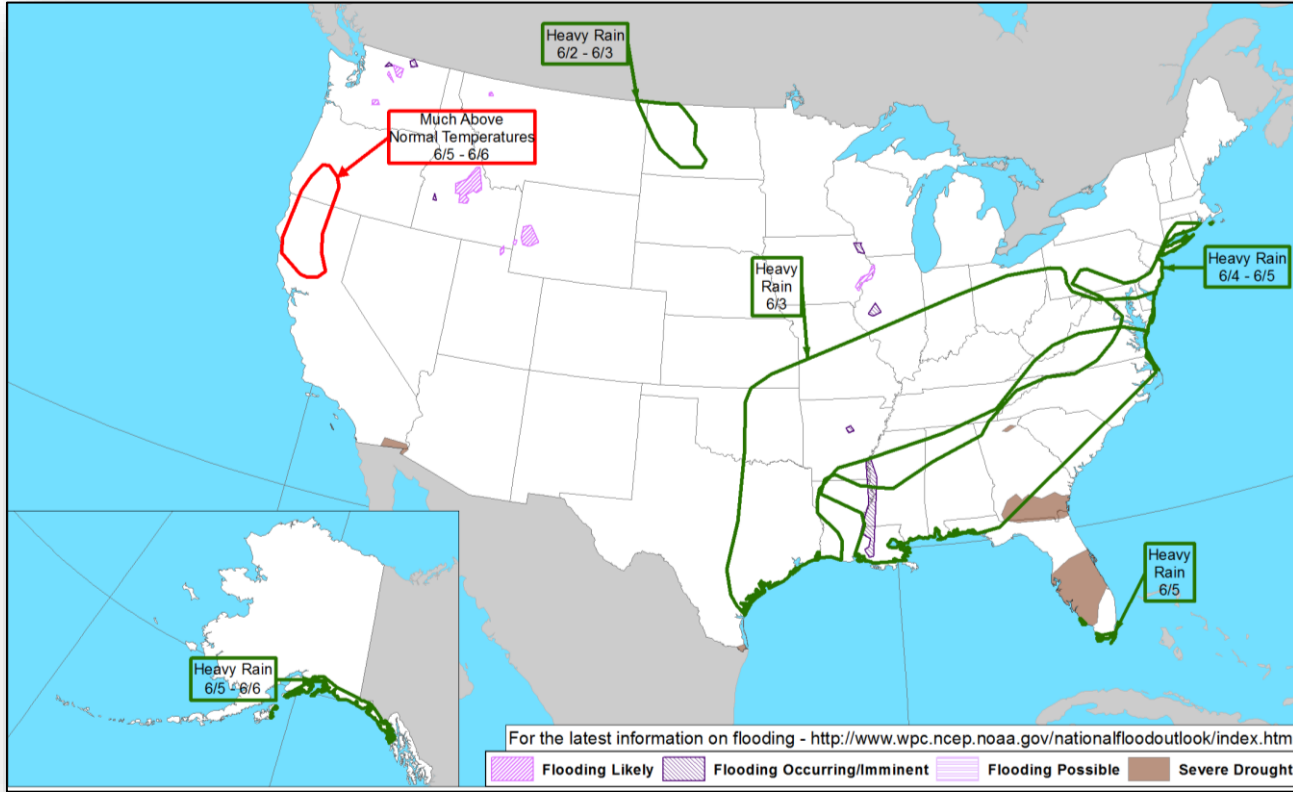 Heavy Rain
6/2 - 6/3
Much Above
Normal Temperatures
6/5 - 6/6
Heavy
Rain
6/3
Heavy Rain
6/4 - 6/5
Heavy
Rain
6/5
Heavy Rain
6/5 - 6/6
For the latest information on flooding - http://www.wpc.ncep.noaa.gov/nationalfloodoutlook/index.htm
Flooding Likely
Flooding Occurring/Imminent
Flooding Possible
Severe Drought